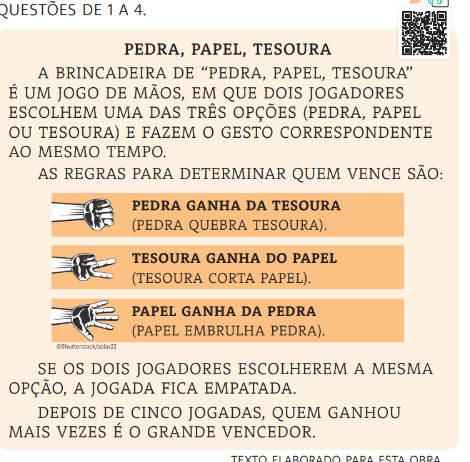 QUESTÕES DE 1 A 4.
PEDRA, PAPEL, TESOURA
A BRINCADEIRA DE “PEDRA, PAPEL, TESOURA”
É UM JOGO DE MÃOS, EM QUE DOIS JOGADORES
ESCOLHEM UMA DAS TRÊS OPÇÕES (PEDRA, PAPEL
OU TESOURA) E FAZEM O GESTO CORRESPONDENTE
AO MESMO TEMPO.
AS REGRAS PARA DETERMINAR QUEM VENCE SÃO:
PEDRA GANHA DA TESOURA
(PEDRA QUEBRA TESOURA).
TESOURA GANHA DO PAPEL
(TESOURA CORTA PAPEL).
PAPEL GANHA DA PEDRA
(PAPEL EMBRULHA PEDRA).
©Shutterstock/solar22
SE OS DOIS JOGADORES ESCOLHEREM A MESMA
OPÇÃO, A JOGADA FICA EMPATADA.
DEPOIS DE CINCO JOGADAS, QUEM GANHOU
MAIS VEZES É O GRANDE VENCEDOR.
TEXTO ELABORADO PARA ESTA OBRA